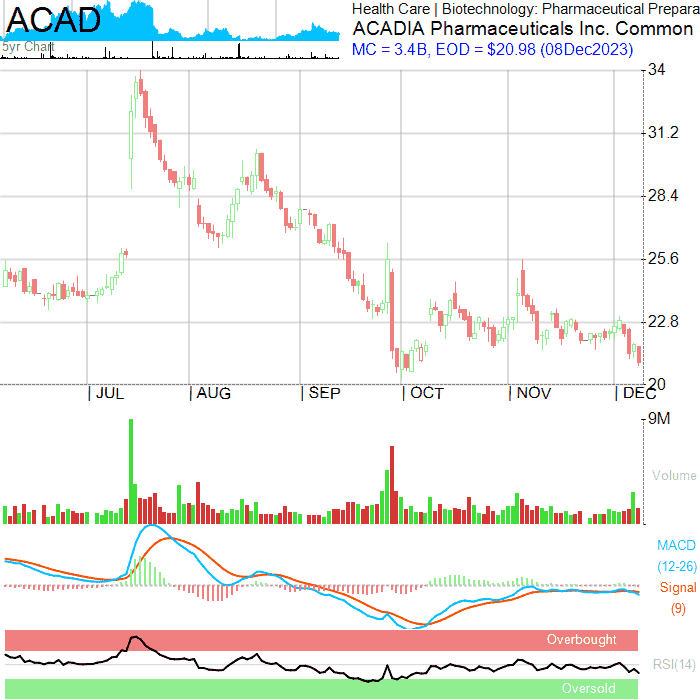 ACAD
Health Care | Biotechnology: Pharmaceutical Prepara
ACADIA Pharmaceuticals Inc. Common
MC = 3.4B, EOD = $20.98 (08Dec2023)
5yr Chart
34
31.2
28.4
25.6
22.8
20
| JUL | AUG | SEP | OCT | NOV | DEC
9M
Volume
MACD
(12-26)
Signal
(9)
Overbought
RSI(14)
Oversold